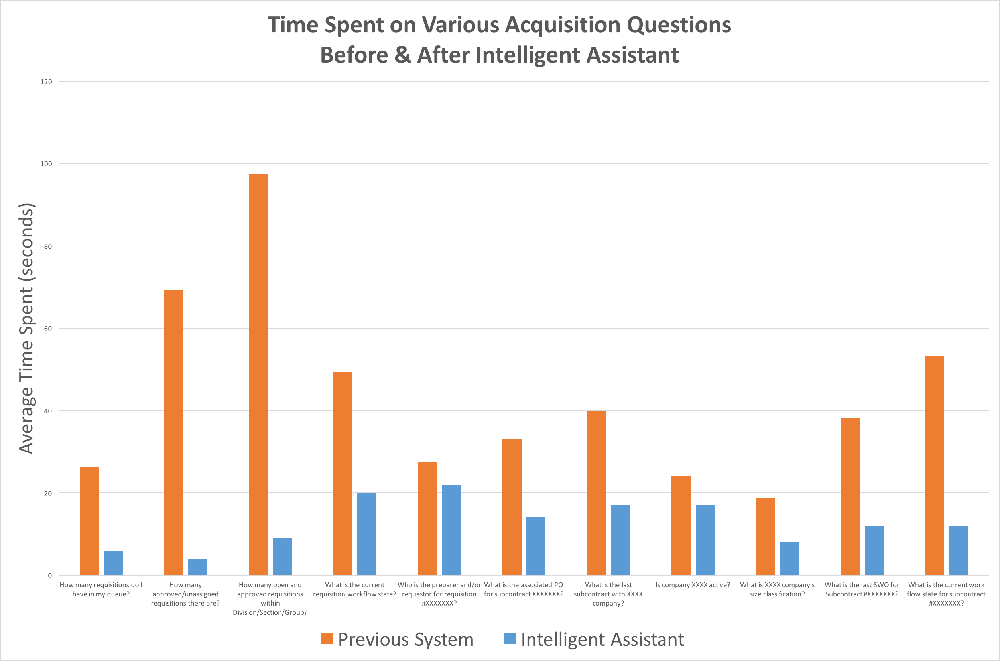 Time Spent on Various Acquisition Questions
Before & After Intelligent Assistant
Average Time Spent (seconds)
120
100
80
60
40
20
0
How many requisitions do I
have in my queue?
How many
approved/unassigned
requisitions there are?
How many open and
approved requisitions
within
Division/Section/Group?
What is the current
requisition workflow state?
Who is the preparer and/or
requestor for requisition
#XXXXXXX?
What is the associated PO
for subcontract XXXXXXX?
What is the last
subcontract with XXXX
company?
Is company XXXX active?
What is XXXX company's
size classification?
What is the last SWO for
Subcontract #XXXXXXX?
What is the current work
flow state for subcontract
#XXXXXXX?
Previous System
Intelligent Assistant